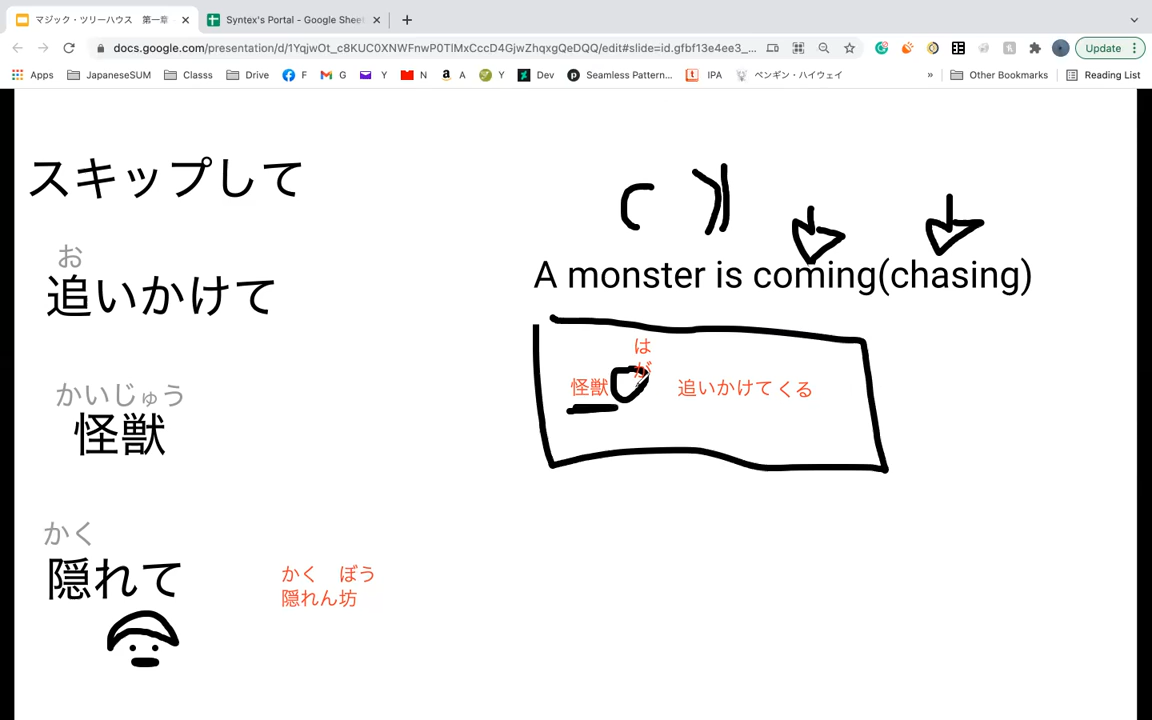 マジック・ツリーハウス 第一章
Syntex's Portal - Google Shee
docs.google.com/presentation/d/1YqjwOt_c8KUC0XNWFnwP0TIMxCccD4GjwZhqxgQeDQQ/edit#slide=id.gfbf13e4ee3_...
Update
Apps JapaneseSUM Classs Drive F G Y N A Y Dev Seamless Pattern... IPA ペンギン・ハイウェイ » Other Bookmarks Reading List
スキップして
お
追いかけて
かいじゅう
怪獣
かく
隠れて
かく ぼう
隠れん坊
A monster is coming(chasing)
は
が
怪獣 追いかけてくる